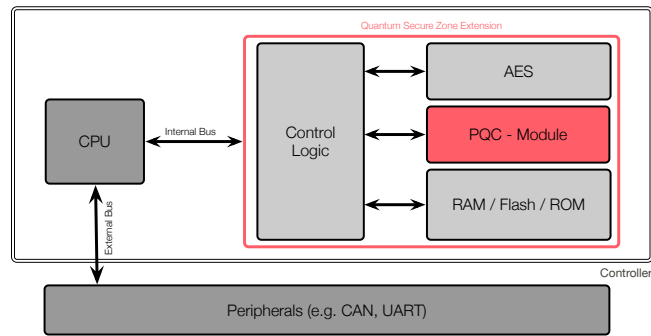 Quantum Secure Zone Extension
AES
CPU
Internal Bus
Control
Logic
PQC - Module
RAM / Flash / ROM
External Bus
Controller
Peripherals (e.g. CAN, UART)